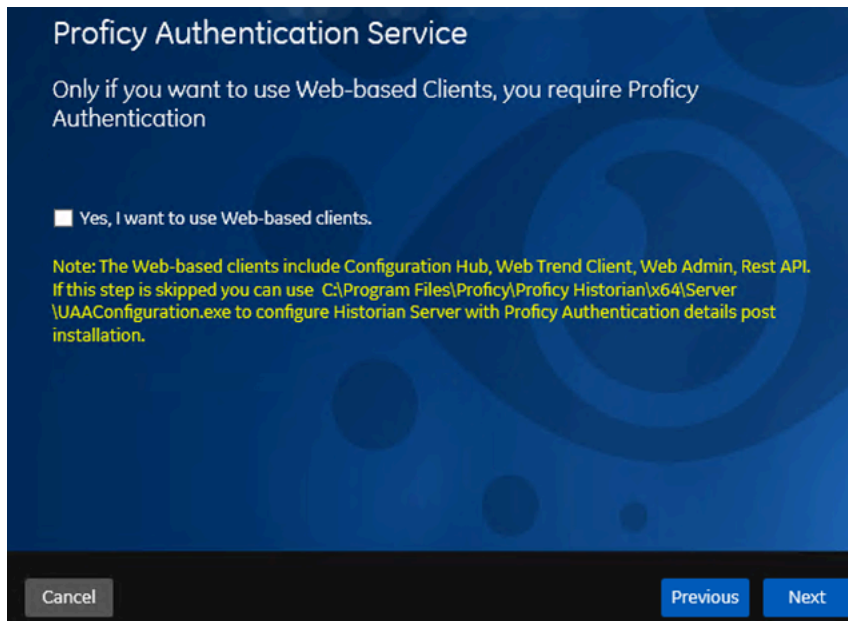 Proficy Authentication Service
Only if you want to use Web-based Clients, you require Proficy
Authentication
Yes, I want to use Web-based clients.
Note: The Web-based clients include Configuration Hub, Web Trend Client, Web Admin, Rest API.
If this step is skipped you can use C:\Program Files\Proficy\Proficy Historian\x64\Server
\UAAConfiguration.exe to configure Historian Server with Proficy Authentication details post
installation.
Cancel
Previous
Next